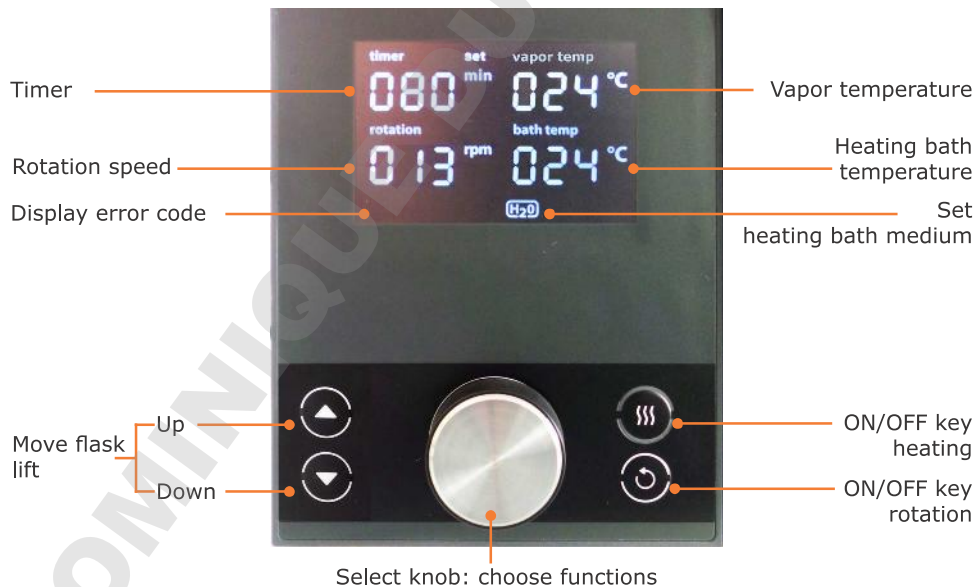 timer set vapor temp
080 min 024 °C
rotation bath temp
013 rpm 024 °C
H2O
Timer
Rotation speed
Display error code
Move flask
lift
Up
Down
Vapor temperature
Heating bath
temperature
Set
heating bath medium
ON/OFF key
heating
ON/OFF key
rotation
Select knob: choose functions
OMINIQUE DU